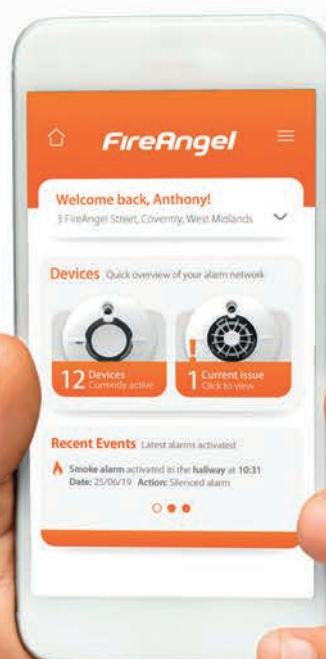 FireAngel
Welcome back, Anthony!
3 FireAngel Street, Coventry, West Midlands
Devices Quick overview of your alarm network
12 Devices
Currently active
! 1 Current issue
Click to view
Recent Events Latest alarms activated
Smoke alarm activated in the hallway at 10:31
Date: 25/06/19 Action: Silenced alarm